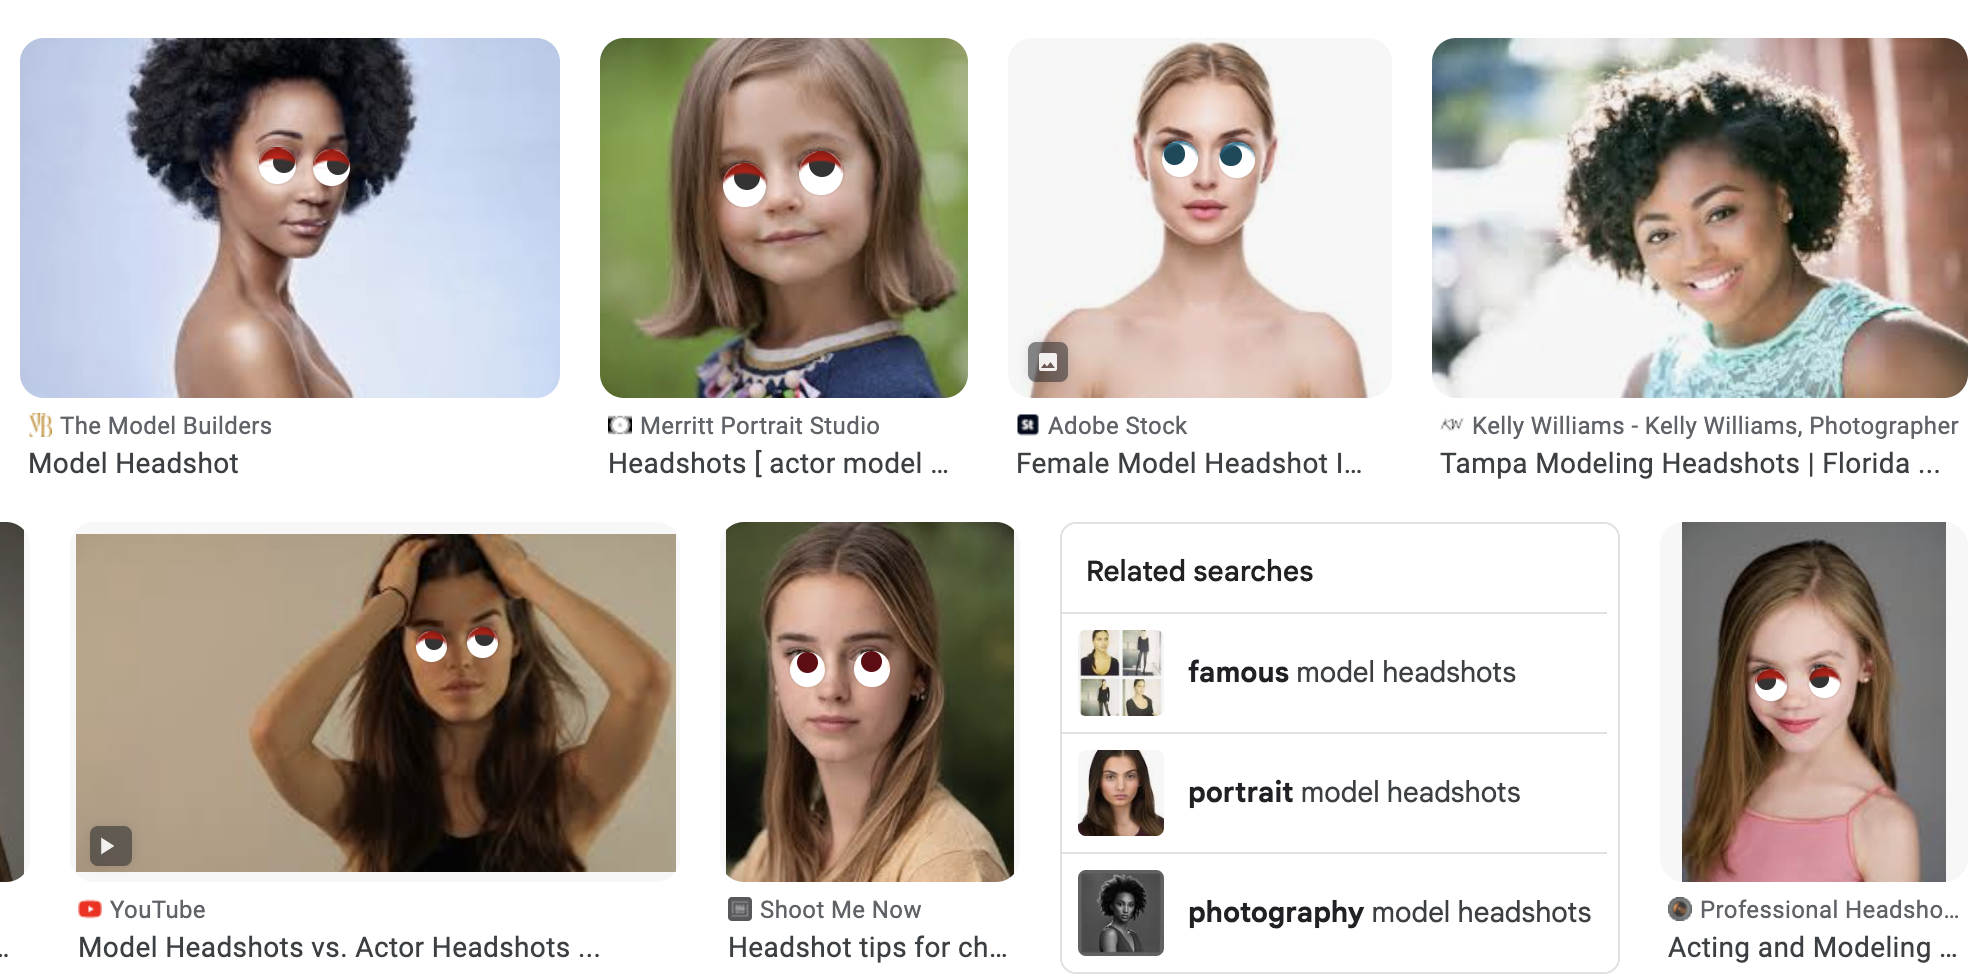 The Model Builders
Model Headshot
Merritt Portrait Studio
Headshots [ actor model ...
St Adobe Stock
Female Model Headshot I...
KW Kelly Williams - Kelly Williams, Photographer
Tampa Modeling Headshots | Florida ...
Related searches
famous model headshots
portrait model headshots
photography model headshots
...
YouTube
Model Headshots vs. Actor Headshots ...
Shoot Me Now
Headshot tips for ch...
Professional Headsho...
Acting and Modeling ...